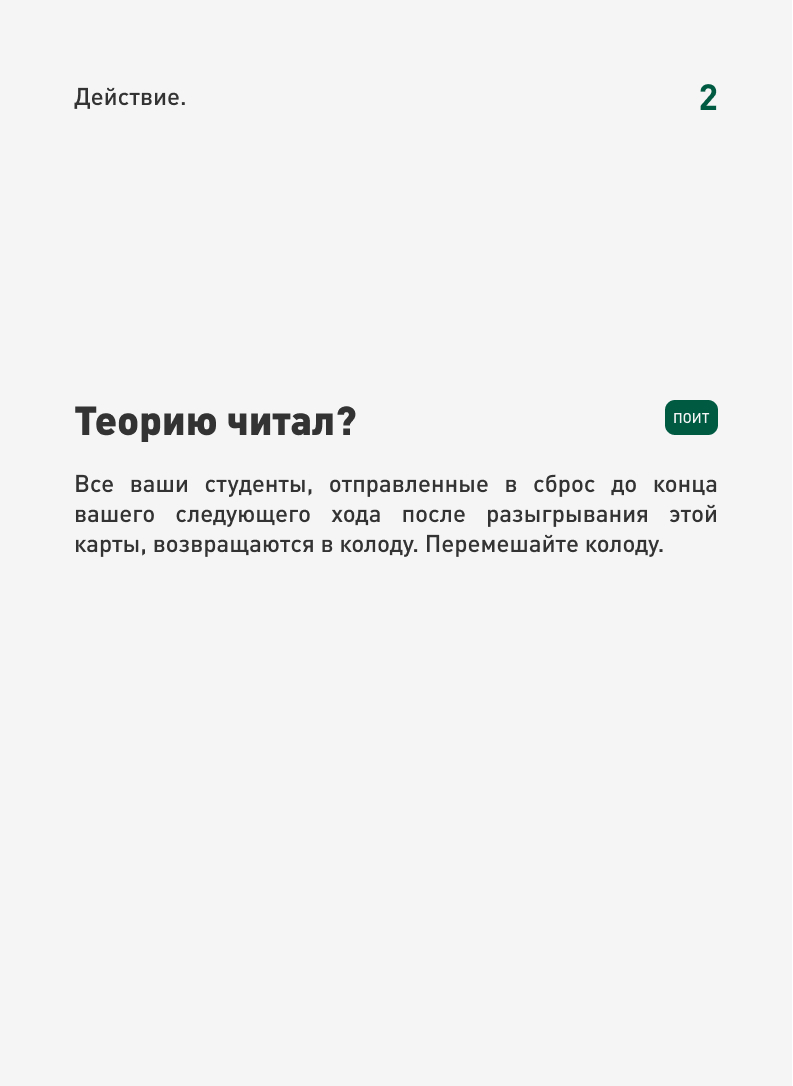 Действие.
2
Теорию читал?
ПОИТ
Все ваши студенты, отправленные в сброс до конца
вашего следующего хода после разыгрывания этой
карты, возвращаются в колоду. Перемешайте колоду.